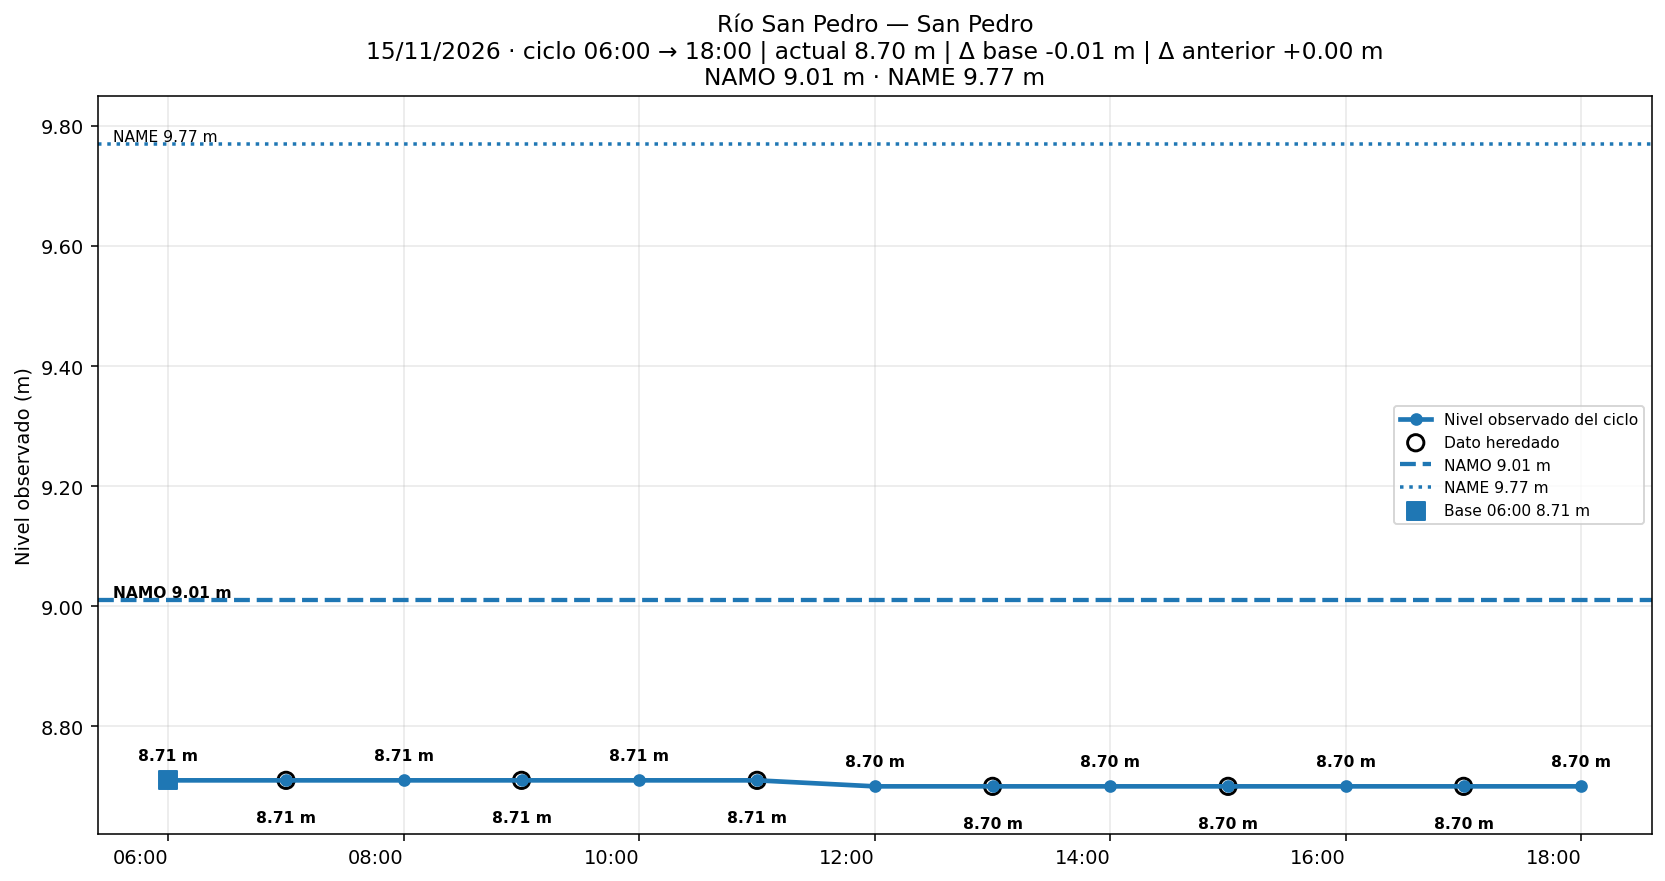 Río San Pedro — San Pedro
15/11/2026 · ciclo 06:00 → 18:00 | actual 8.70 m | Δ base -0.01 m | Δ anterior +0.00 m
NAMO 9.01 m · NAME 9.77 m
Nivel observado (m)
9.80
9.60
9.40
9.20
9.00
8.80
NAME 9.77 m
NAMO 9.01 m
Nivel observado del ciclo
Dato heredado
NAMO 9.01 m
NAME 9.77 m
Base 06:00 8.71 m
8.71 m
8.71 m
8.71 m
8.70 m
8.70 m
8.70 m
8.70 m
8.71 m
8.71 m
8.71 m
8.70 m
8.70 m
8.70 m
06:00
08:00
10:00
12:00
14:00
16:00
18:00